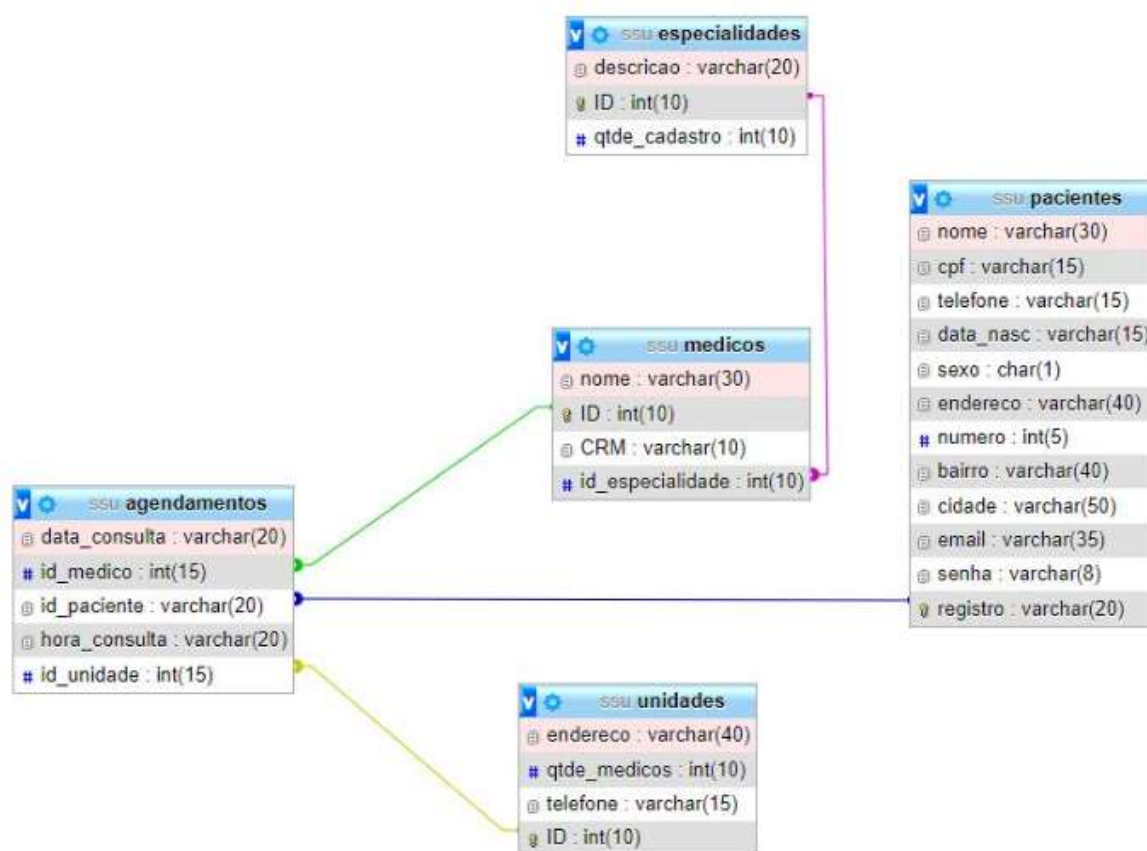 ssu especialidades
descricao : varchar(20)
ID : int(10)
# qtde_cadastro : int(10)
ssu pacientes
nome : varchar(30)
cpf : varchar(15)
telefone : varchar(15)
data_nasc : varchar(15)
sexo : char(1)
endereco : varchar(40)
# numero : int(5)
bairro : varchar(40)
cidade : varchar(50)
email : varchar(35)
senha : varchar(8)
registro : varchar(20)
ssu medicos
nome : varchar(30)
ID : int(10)
CRM : varchar(10)
# id_especialidade : int(10)
ssu agendamentos
data_consulta : varchar(20)
# id_medico : int(15)
id_paciente : varchar(20)
hora_consulta : varchar(20)
# id_unidade : int(15)
ssu unidades
endereco : varchar(40)
# qtde_medicos : int(10)
telefone : varchar(15)
ID : int(10)